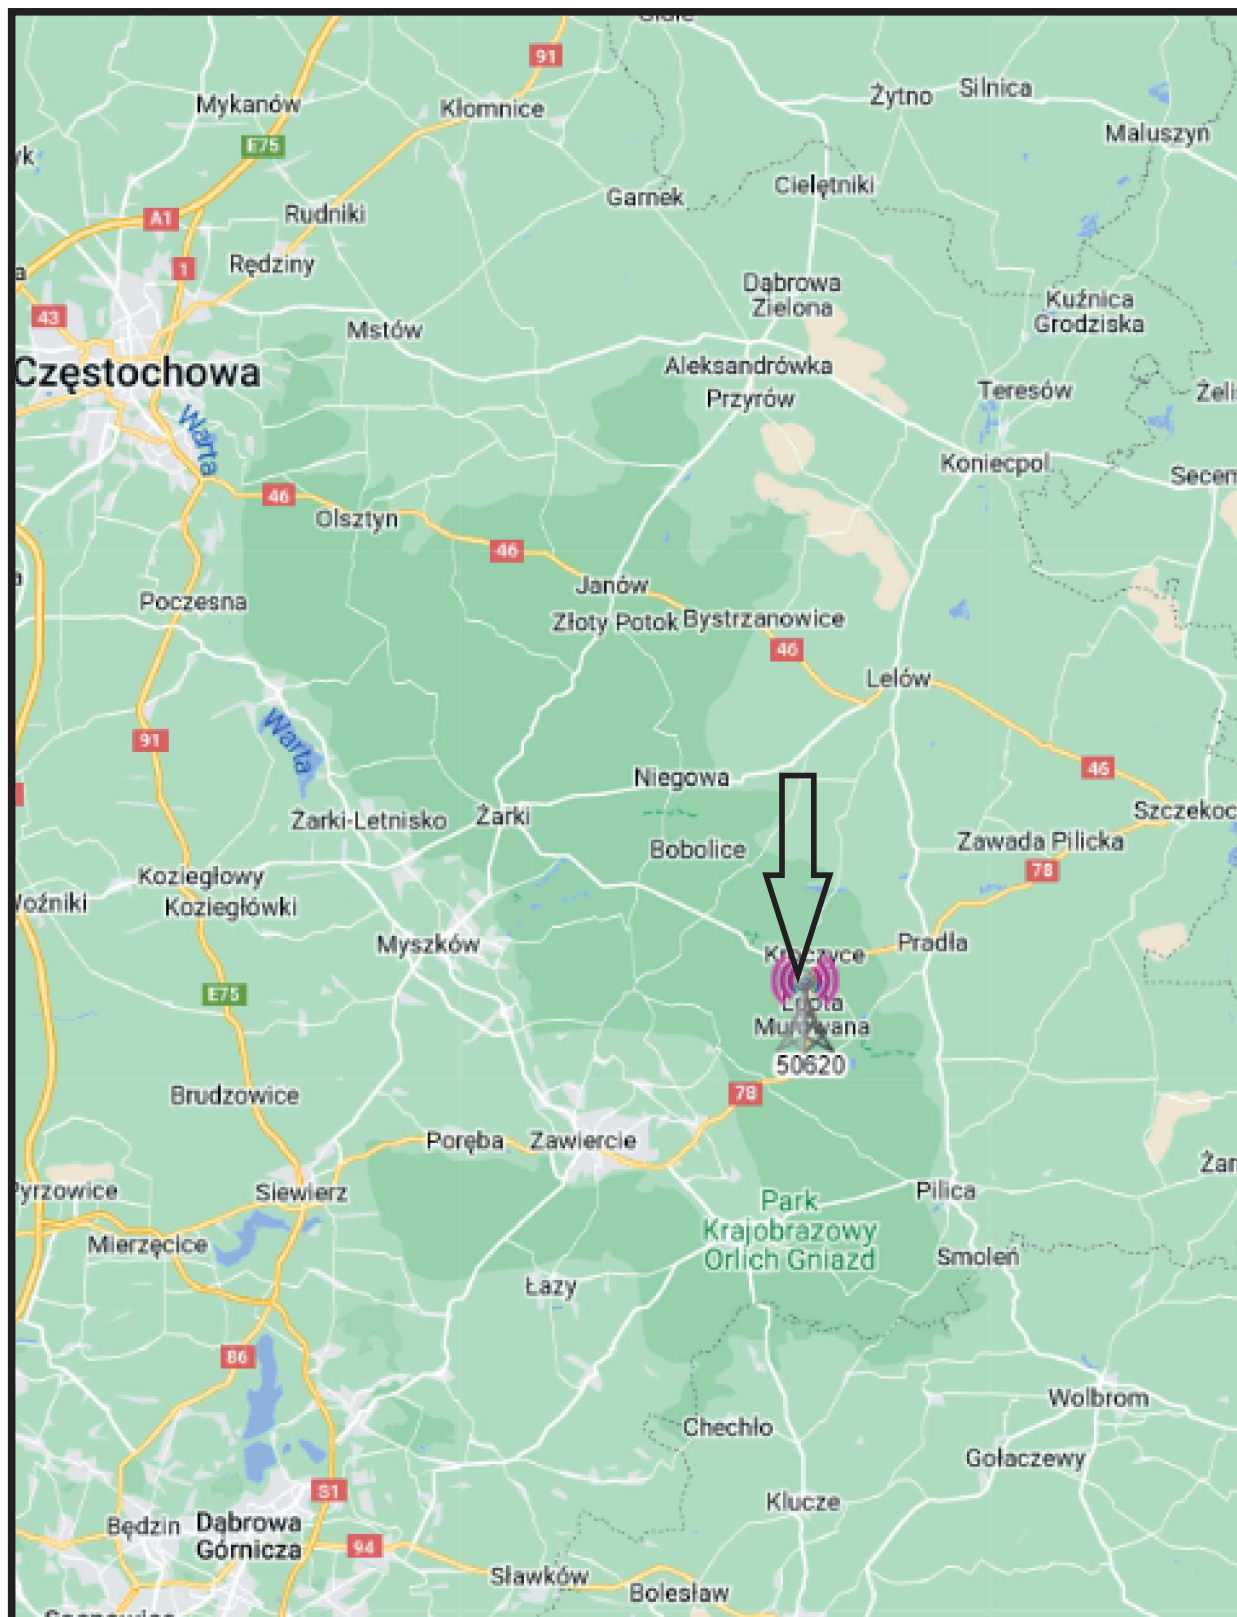 91
Mykanów
Kłomnice
Żytno
Silnica
Maluszyn
E75
Garnek
Cielętniki
A1
Rudniki
1
Rędziny
Dąbrowa
Zielona
Kuźnica
Grodziska
43
Mstów
Częstochowa
Aleksandrówka
Przyrów
Teresów
Warta
Koniecpol
46
Olsztyn
46
Janów
Poczesna
Złoty Potok
Bystrzanowice
46
Lelów
91
Warta
Niegowa
46
Żarki-Letnisko
Żarki
Szczekoc
Bobolice
Zawada Pilicka
78
Koziegłowy
Koziegłówki
Myszków
Pradła
E75
50620
78
Brudzowice
Poręba
Zawiercie
Siewierz
Pilica
Park
Krajobrazowy
Orlich Gniazd
Mierzęcice
Smoleń
Łazy
86
Wolbrom
Chechło
Gołaczewy
S1
Klucze
Będzin
Dąbrowa
Górnicza
94
Sławków
Bolesław